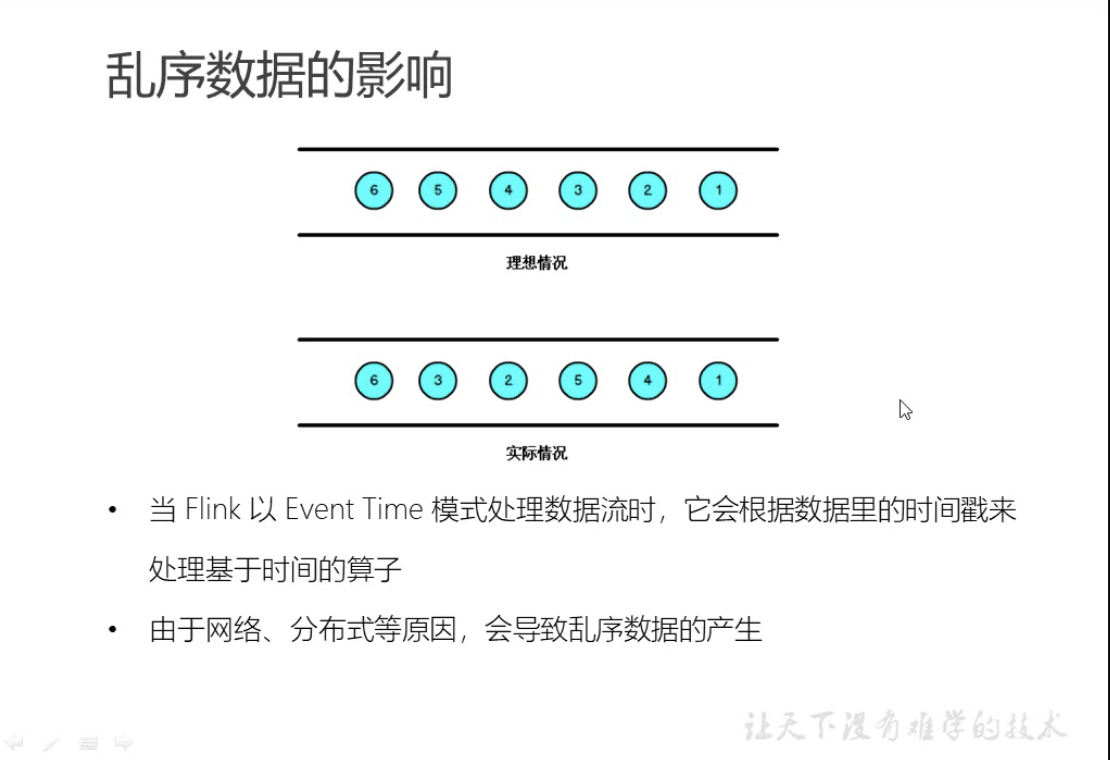 乱序数据的影响
6 5 4 3 2 1
理想情况
6 3 2 5 4 1
实际情况
• 当 Flink 以 Event Time 模式处理数据流时，它会根据数据里的时间戳来
处理基于时间的算子
• 由于网络、分布式等原因，会导致乱序数据的产生
让天下没有难学的技术